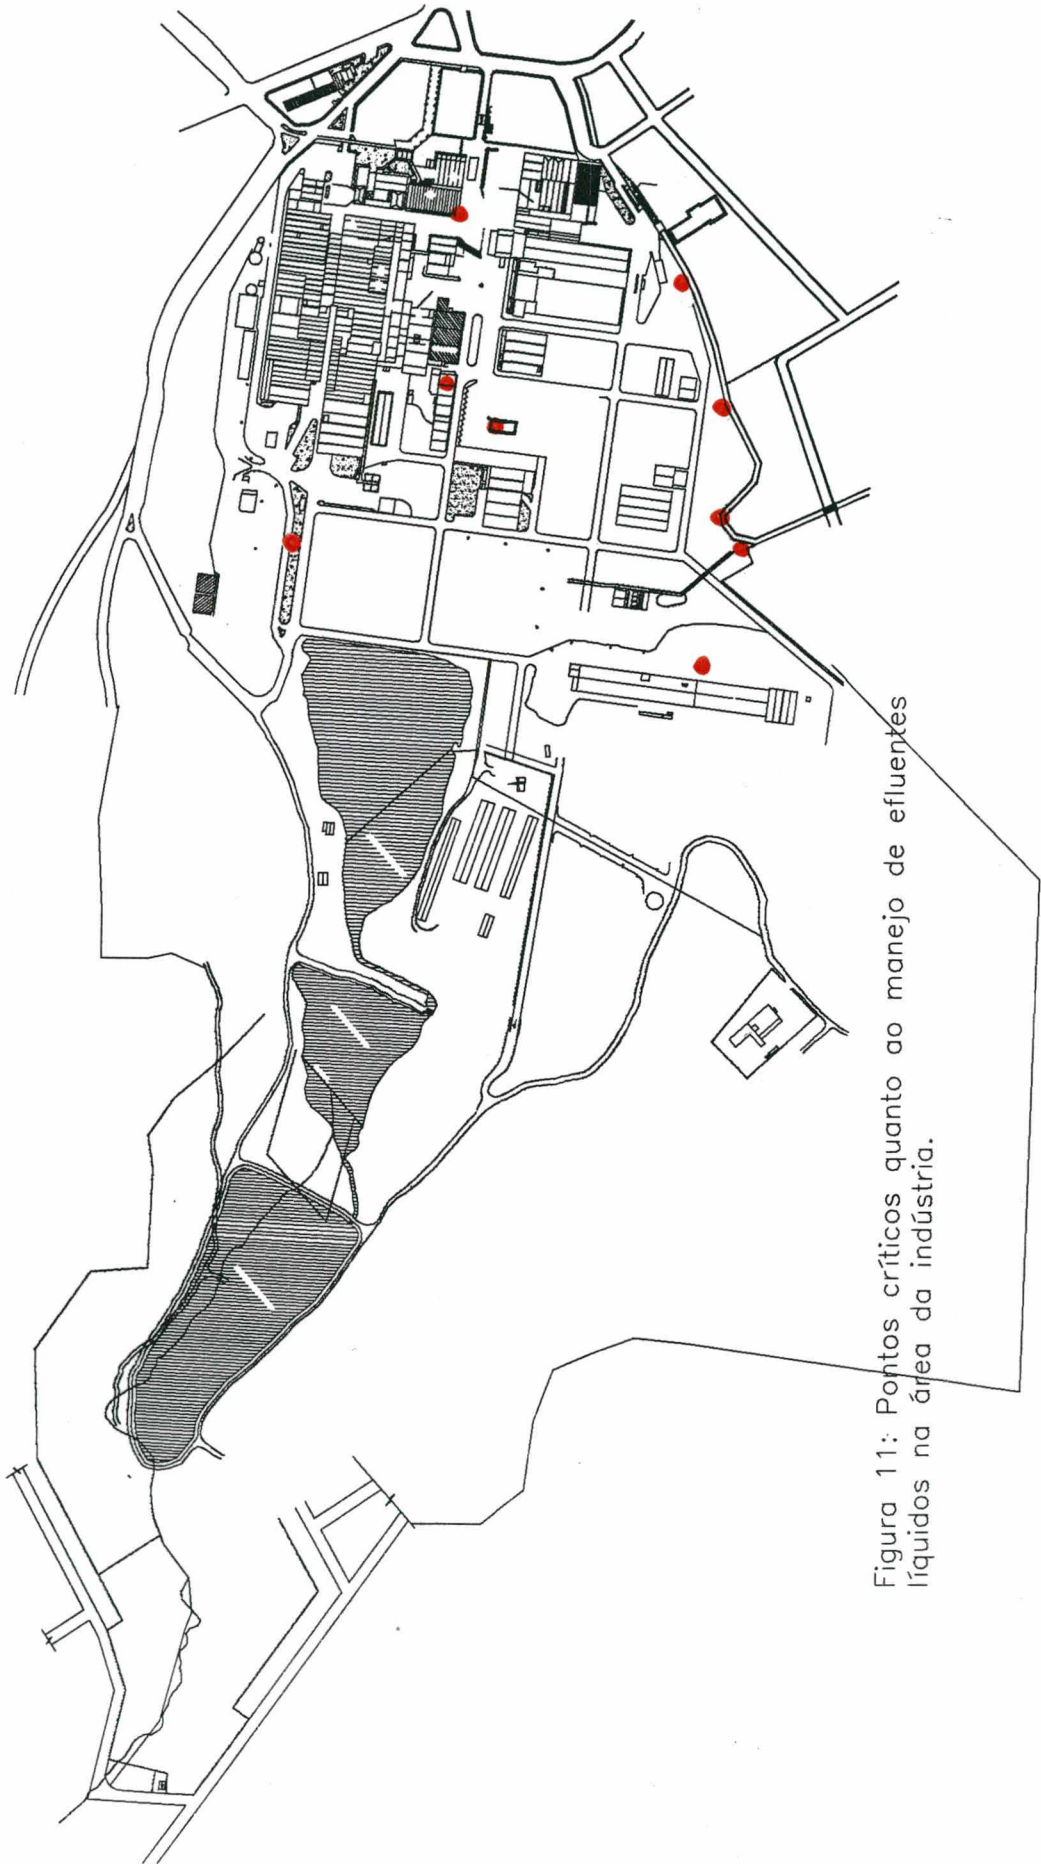 Figura 11: Pontos críticos quanto ao manejo de efluentes
líquidos na área da indústria.